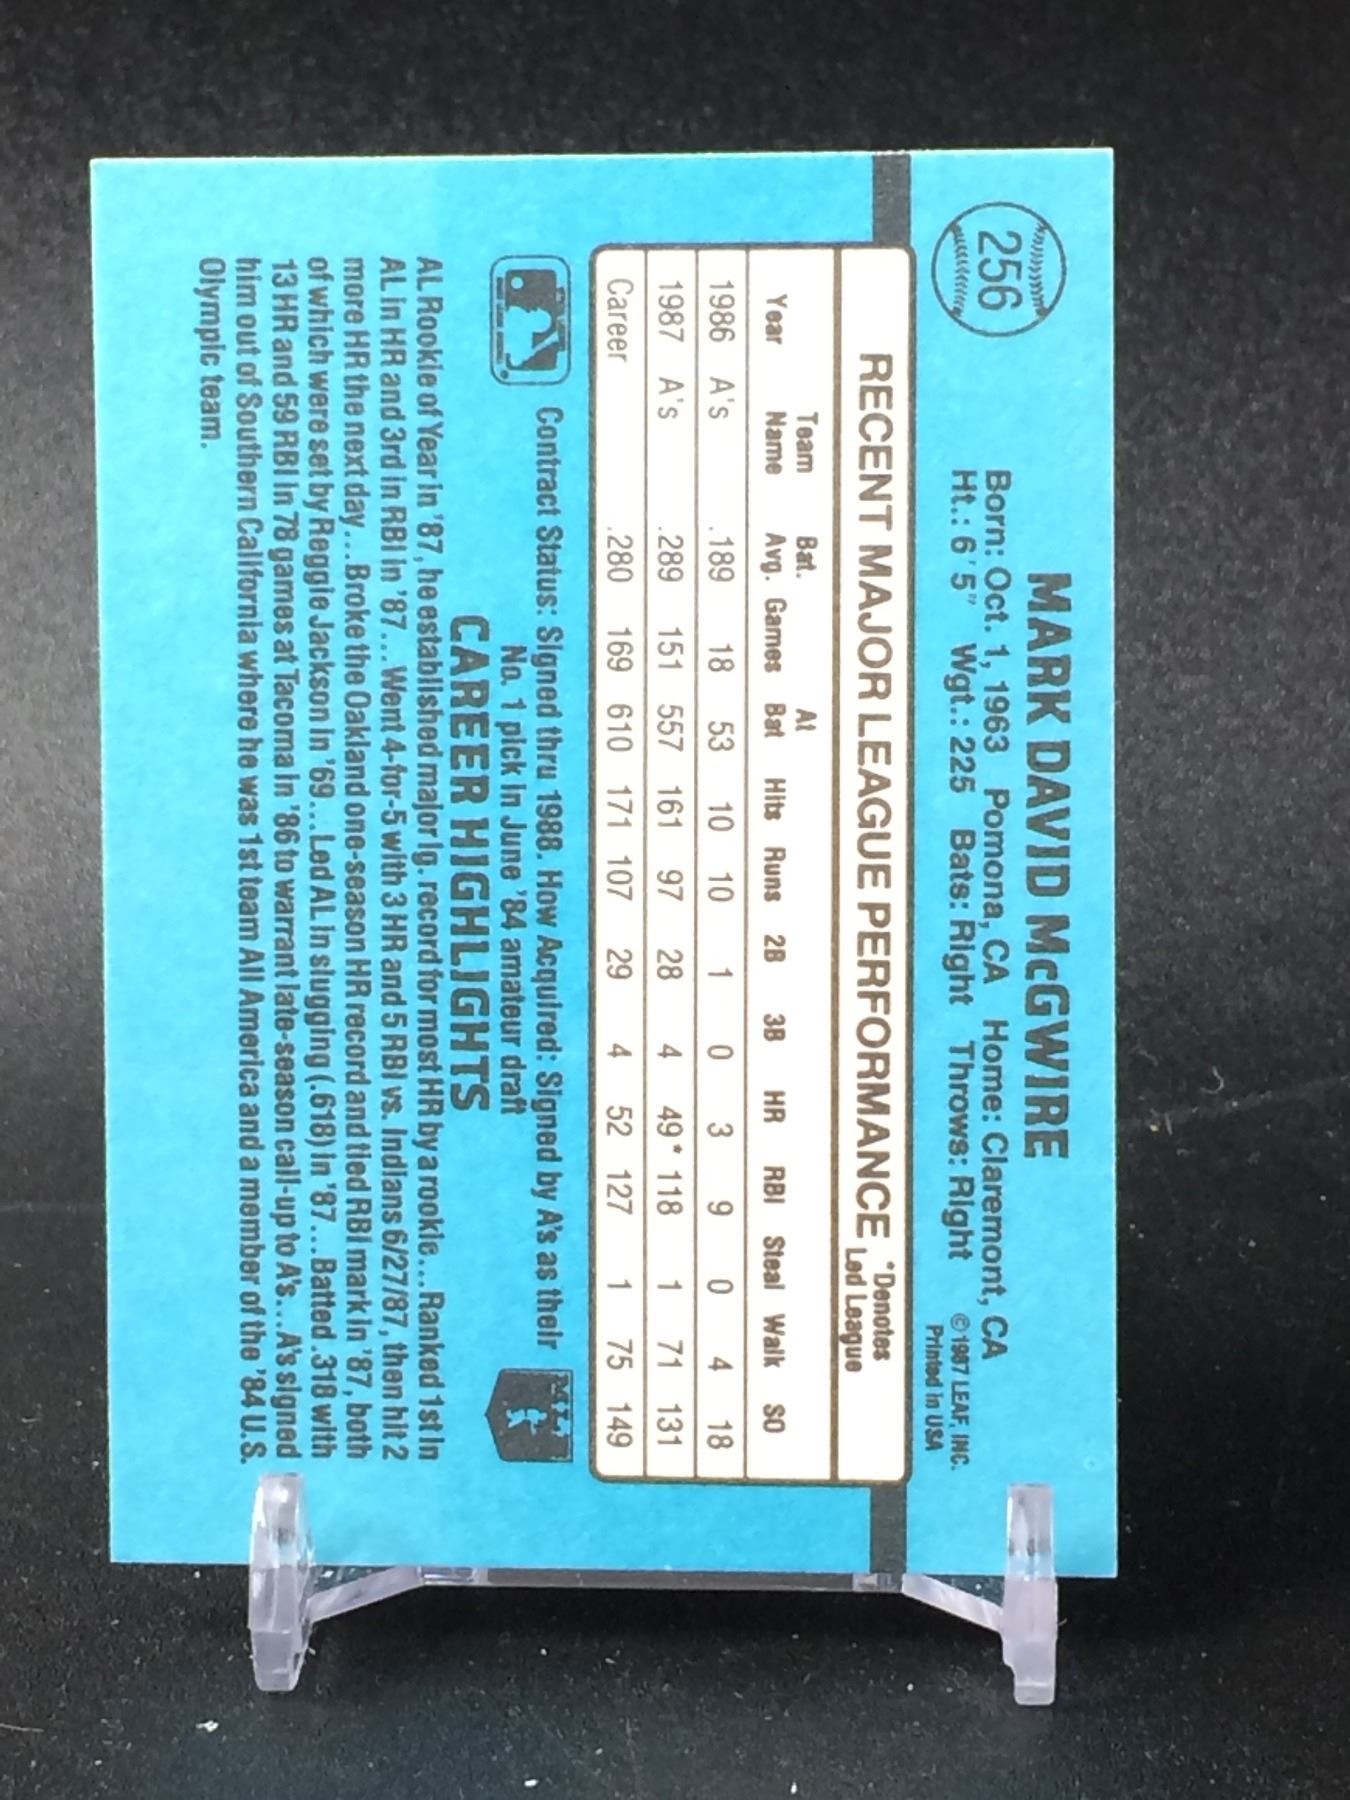 256
MARK DAVID McGWIRE
Born: Oct. 1, 1963 Pomona, CA Home: Claremont, CA
Ht.: 6'5" Wgt.: 225 Bats: Right Throws: Right
©1987 LEAF, INC.
Printed in USA
RECENT MAJOR LEAGUE PERFORMANCE *Denotes Led League
Team Bat. At
Year Name Avg. Games Bat Hits Runs 2B 3B HR RBI Steal Walk SO
1986 A's .189 18 53 10 10 1 0 3 9 0 4 18
1987 A's .289 151 557 161 97 28 4 49* 118 1 71 131
Career .280 169 610 171 107 29 4 52 127 1 75 149
Contract Status: Signed thru 1988. How Acquired: Signed by A's as their
No. 1 pick in June '84 amateur draft
CAREER HIGHLIGHTS
AL Rookie of Year in '87, he established major lg. record for most HR by a rookie...Ranked 1st in
AL in HR and 3rd in RBI in '87...Went 4-for-5 with 3 HR and 5 RBI vs. Indians 6/27/87, then hit 2
more HR the next day...Broke the Oakland one-season HR record and tied RBI mark in '87, both
of which were set by Reggie Jackson in '69...Led AL in slugging (.618) in '87...Batted .318 with
13 HR and 59 RBI in 78 games at Tacoma in '86 to warrant late-season call-up to A's...A's signed
him out of Southern California where he was 1st team All America and a member of the '84 U.S.
Olympic team.